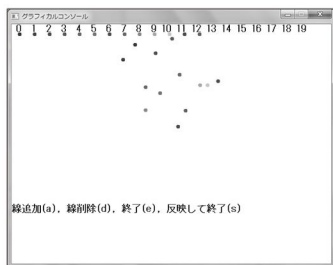 グラフィカルコンソール
0 1 2 3 4 5 6 7 8 9 10 11 12 13 14 15 16 17 18 19
線追加(a), 線削除(d), 終了(e), 反映して終了(s)